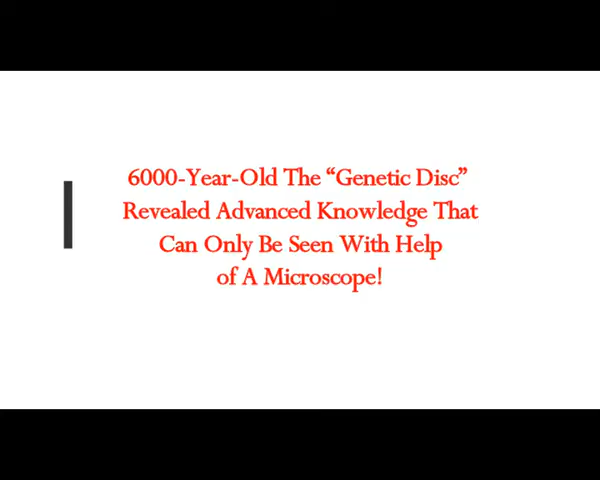 6000-Year-Old The “Genetic Disc”
Revealed Advanced Knowledge That
Can Only Be Seen With Help
of A Microscope!